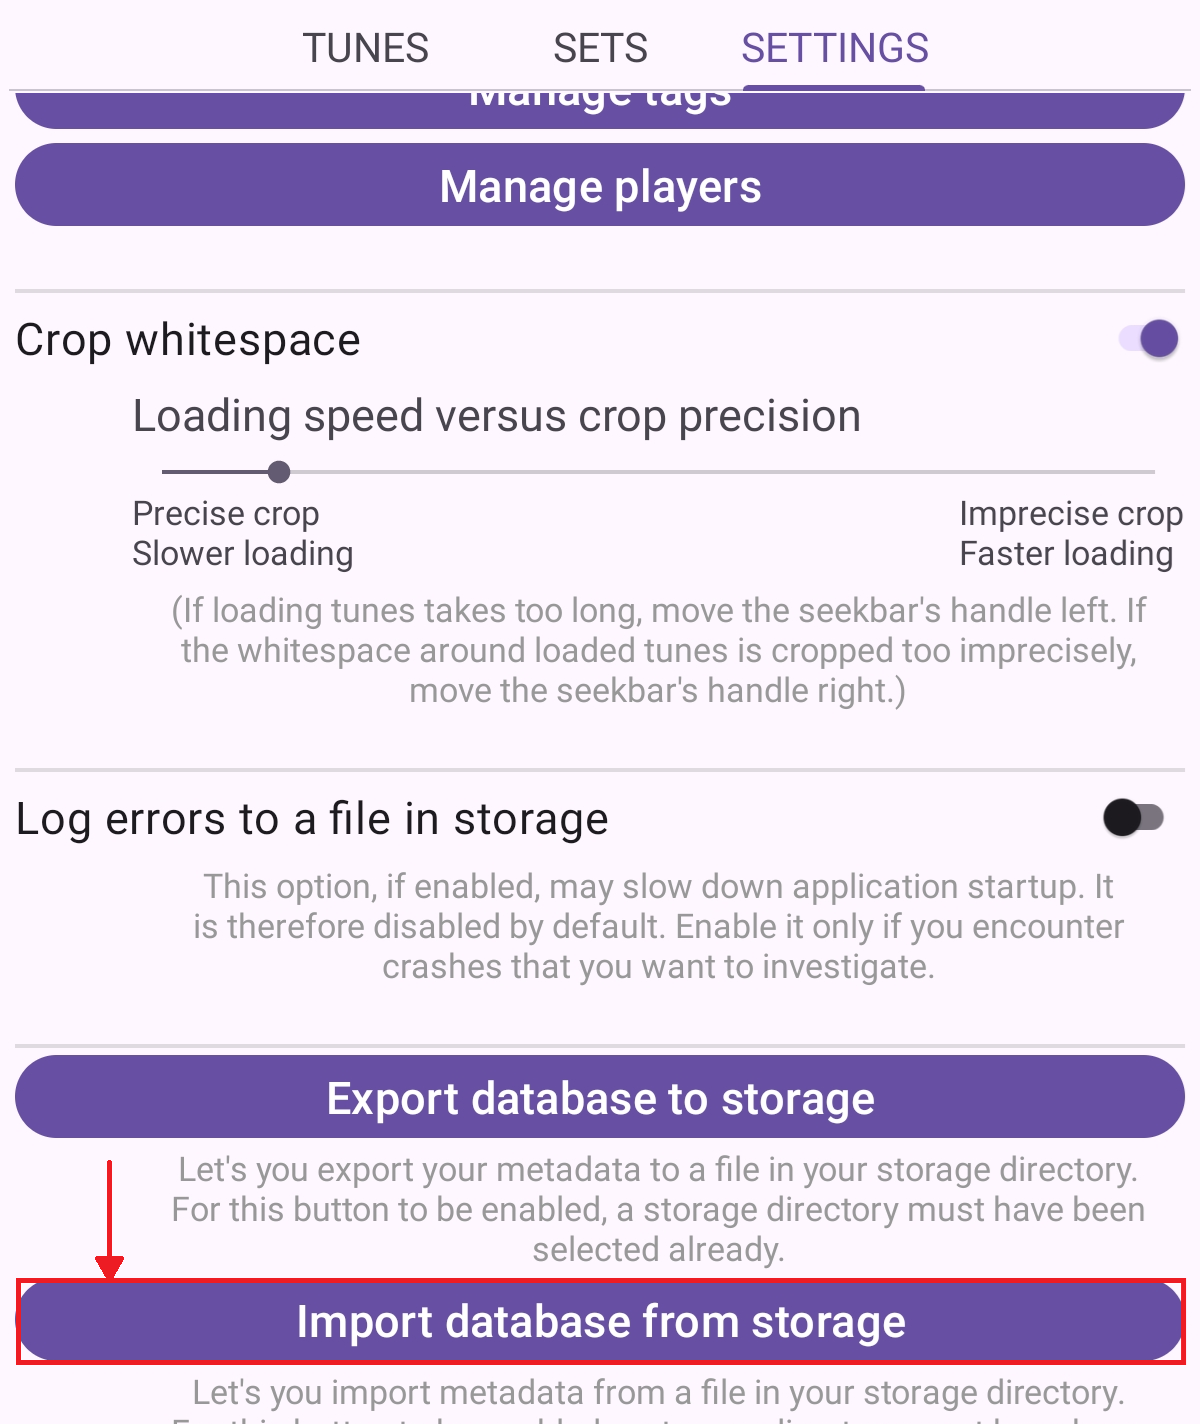 TUNES SETS SETTINGS
Manage tags
Manage players
Crop whitespace
Loading speed versus crop precision
Precise crop Imprecise crop
Slower loading Faster loading
(If loading tunes takes too long, move the seekbar's handle left. If
the whitespace around loaded tunes is cropped too imprecisely,
move the seekbar's handle right.)
Log errors to a file in storage
This option, if enabled, may slow down application startup. It
is therefore disabled by default. Enable it only if you encounter
crashes that you want to investigate.
Export database to storage
Let's you export your metadata to a file in your storage directory.
For this button to be enabled, a storage directory must have been
selected already.
Import database from storage
Let's you import metadata from a file in your storage directory.